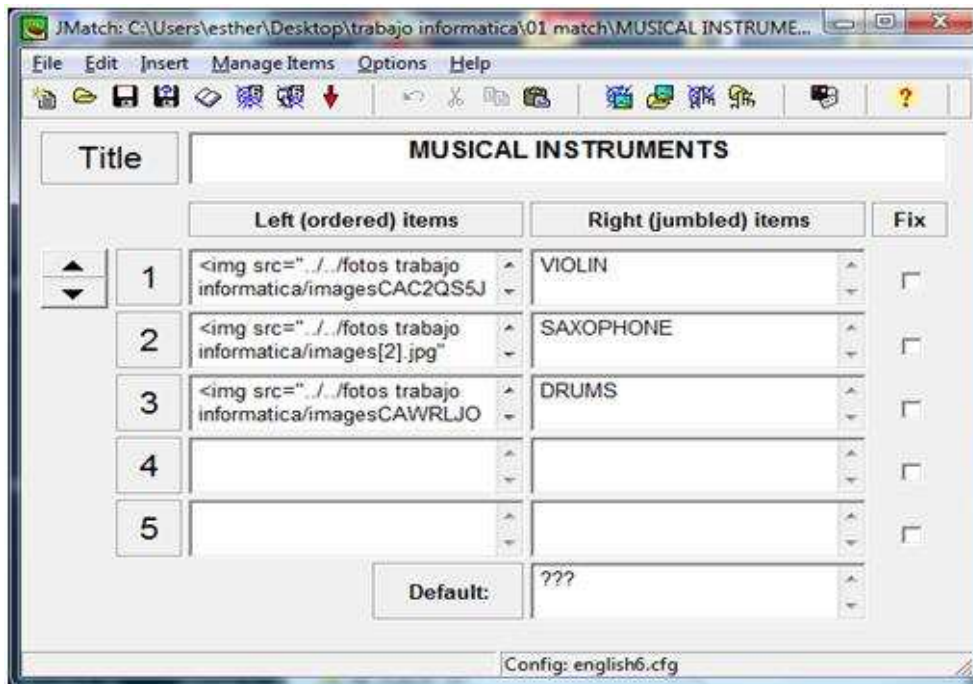 JMatch: C:\Users\esther\Desktop\trabajo informatica\01 match\MUSICAL INSTRUME...
File Edit Insert Manage Items Options Help
Title MUSICAL INSTRUMENTS
Left (ordered) items Right (jumbled) items Fix
1 <img src="../../fotos trabajo VIOLIN
informatica/imagesCAC2QS5J
2 <img src="../../fotos trabajo SAXOPHONE
informatica/images[2].jpg"
3 <img src="../../fotos trabajo DRUMS
informatica/imagesCAWRLJO
4
5
Default: ???
Config: english6.cfg